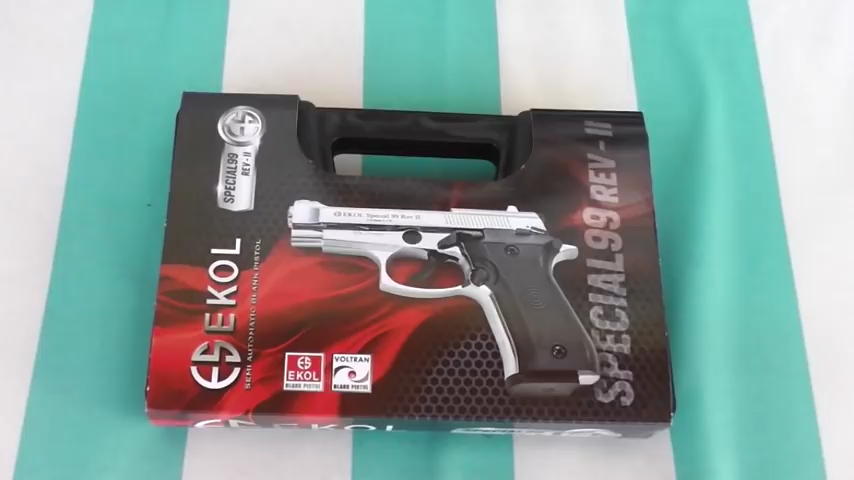 SPECIAL99
REV-II
EKOL
SEMI AUTOMATIC BLANK PISTOL
EKOL Special 99 Rev II
EKOL
BLANK PISTOL
VOLTRAN
BLANK PISTOL
SPECIAL99 REV-II
EKOL